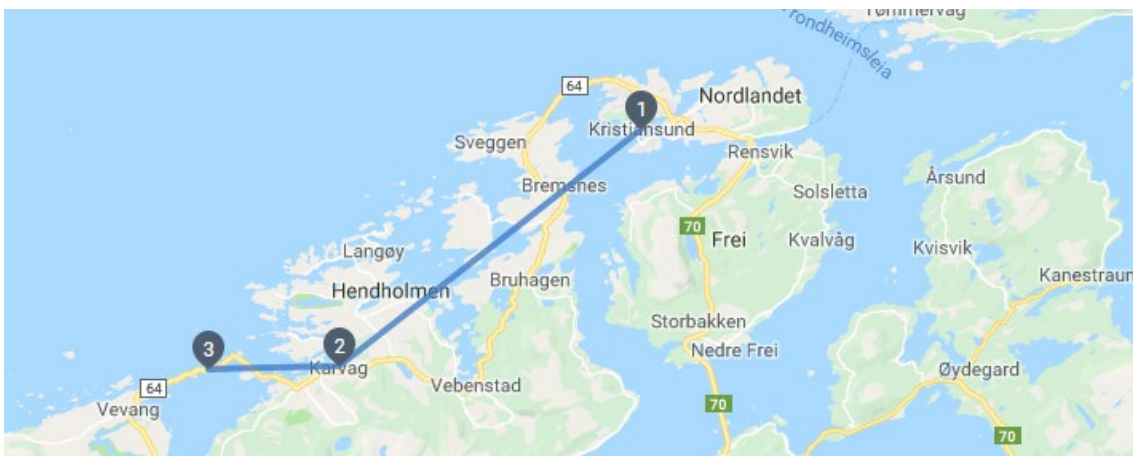 Tømmervåg
Trondheimsleia
64
1
Nordlandet
Kristiansund
Sveggen
Rensvik
Bremsnes
Solsletta
Årsund
70
Frei
Kvalvåg
Kvisvik
Langøy
Kanestraum
Bruhagen
Hendholmen
Storbakken
3
2
Nedre Frei
Karvag
Øydegard
64
Vebenstad
Vevang
70
70